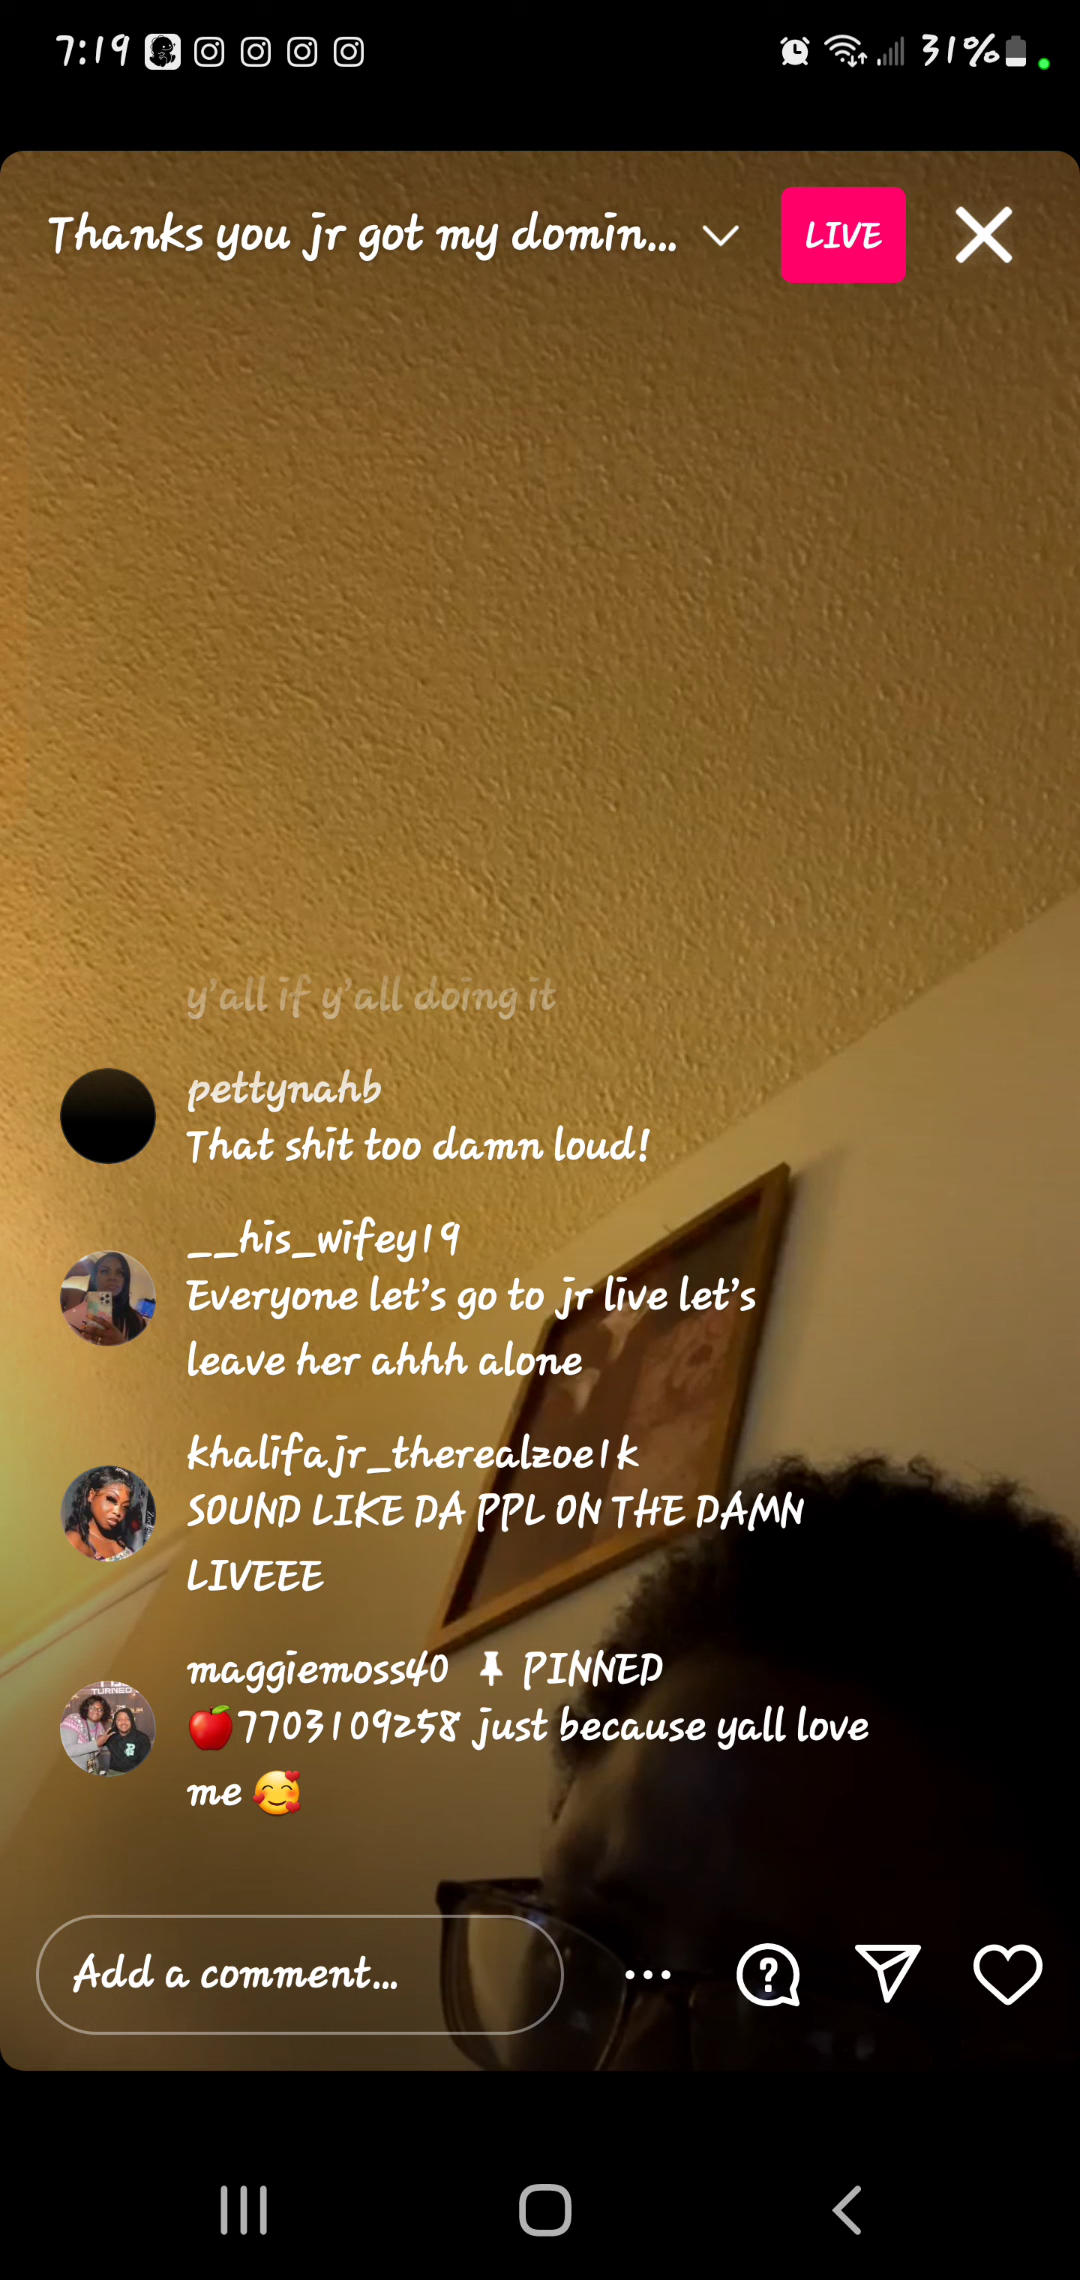 7:19
31%
Thanks you jr got my domin...
LIVE
y'all if y'all doing it
pettynahb
That shit too damn loud!
__his_wifey19
Everyone let's go to jr live let's
leave her ahhh alone
khalifajr_therealzoe1k
SOUND LIKE DA PPL ON THE DAMN
LIVEEE
TURNED
maggiemoss40 📌 PINNED
🍎7703109258 just because yall love
me 🥰
Add a comment...